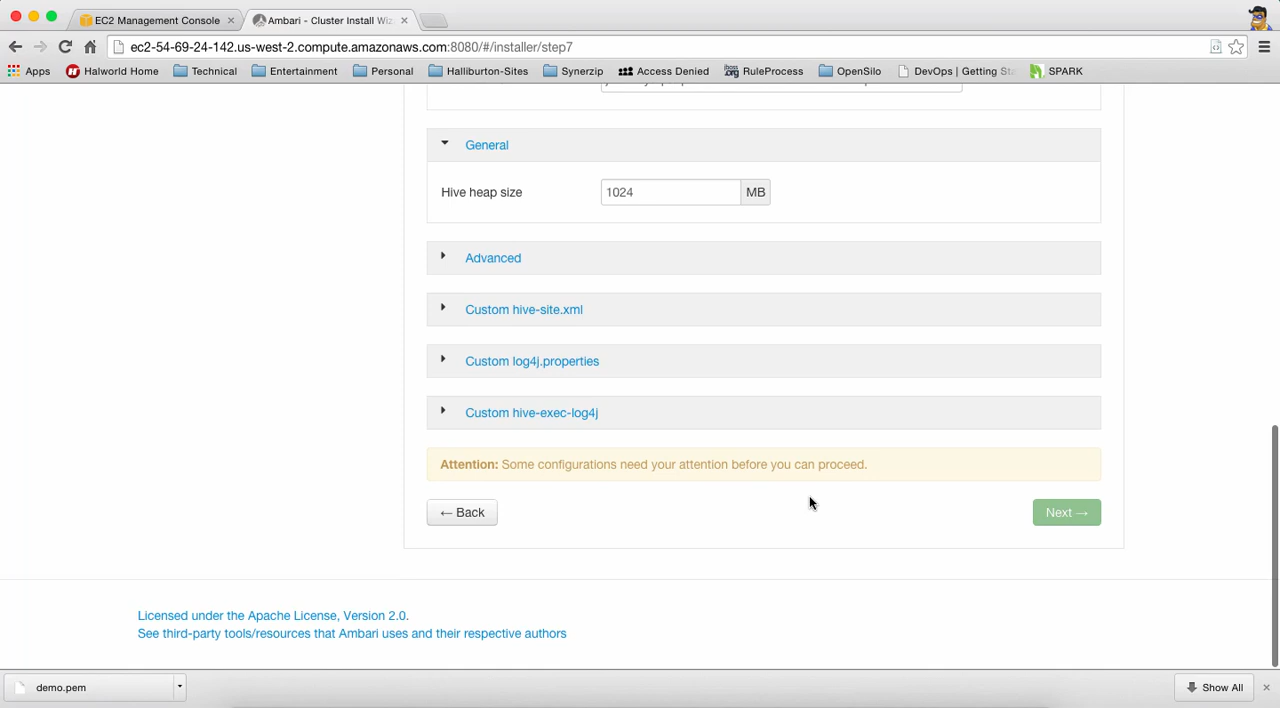 EC2 Management Console
Ambari - Cluster Install Wiz
ec2-54-69-24-142.us-west-2.compute.amazonaws.com:8080/#/installer/step7
Apps
Halworld Home
Technical
Entertainment
Personal
Halliburton-Sites
Synerzip
Access Denied
RuleProcess
OpenSilo
DevOps | Getting Sta
SPARK
General
Hive heap size
1024
MB
Advanced
Custom hive-site.xml
Custom log4j.properties
Custom hive-exec-log4j
Attention: Some configurations need your attention before you can proceed.
← Back
Next →
Licensed under the Apache License, Version 2.0.
See third-party tools/resources that Ambari uses and their respective authors
demo.pem
Show All